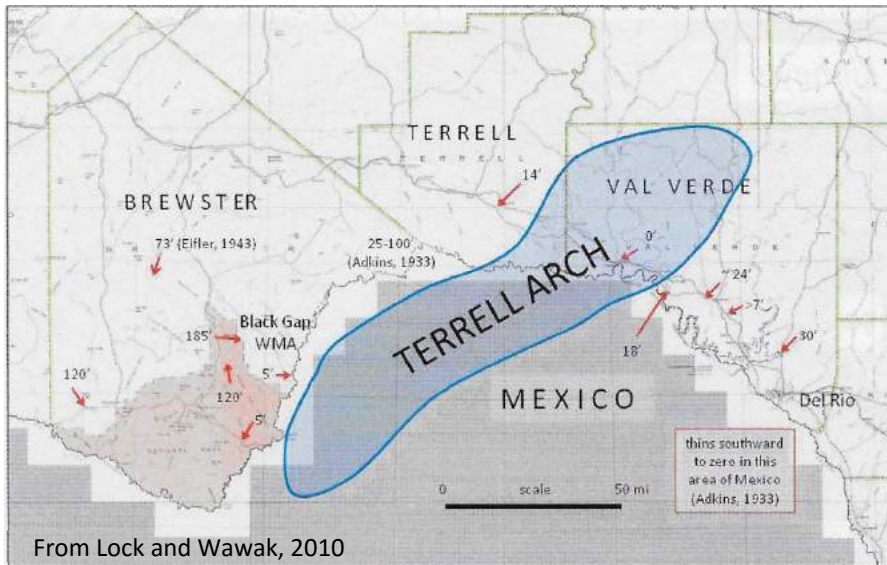 TERRELL
TERRELL
14'
VAL VERDE
BREWSTER
73' (Eifler, 1943)
25-100'
(Adkins, 1933)
0'
24'
>7'
Black Gap
WMA
185'
TERRELL ARCH
18'
30'
5'
120'
120'
5'
MEXICO
Del Rio
thins southward
to zero in this
area of Mexico
(Adkins, 1933)
0 scale 50 mi
From Lock and Wawak, 2010